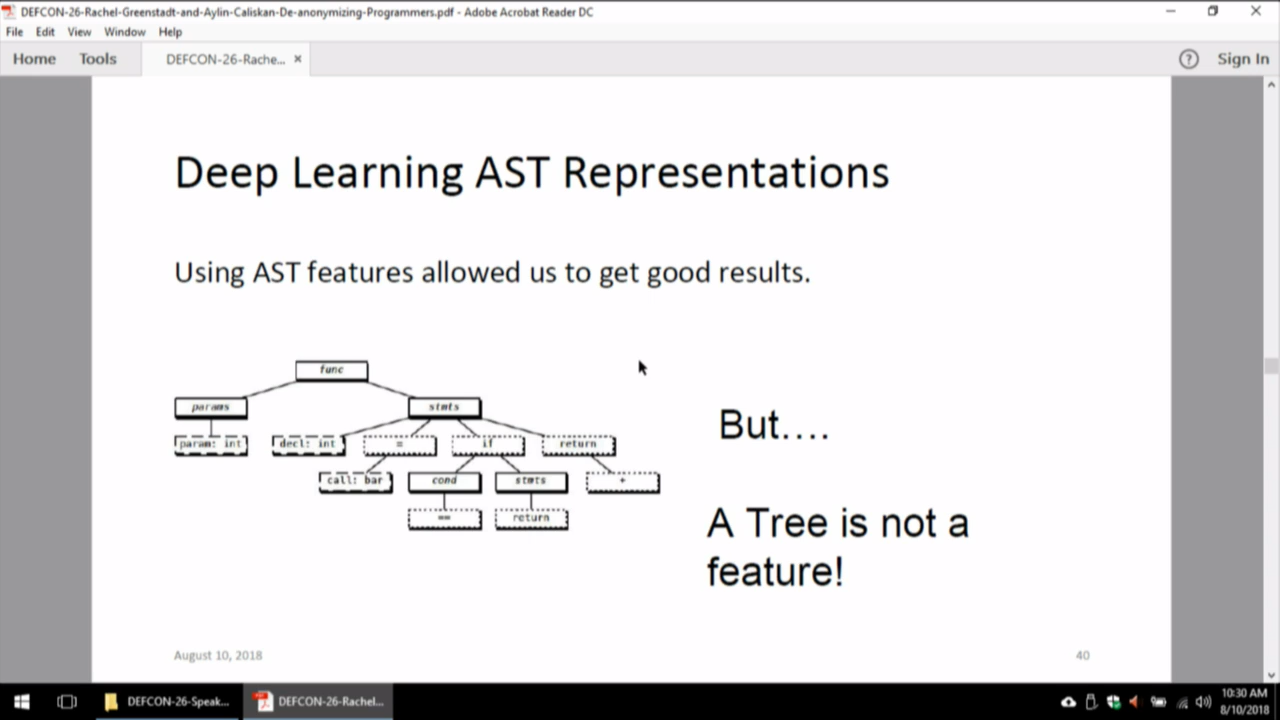 DEFCON-26-Rachel-Greenstadt-and-Aylin-Caliskan-De-anonymizing-Programmers.pdf - Adobe Acrobat Reader DC
File Edit View Window Help
Home Tools DEFCON-26-Rache... × ? Sign In
Deep Learning AST Representations
Using AST features allowed us to get good results.
func
params stmts
param: int decl: int = if return
call: bar cond stmts +
== return
But....
A Tree is not a
feature!
August 10, 2018 40
DEFCON-26-Speak... DEFCON-26-Rachel... 10:30 AM
8/10/2018